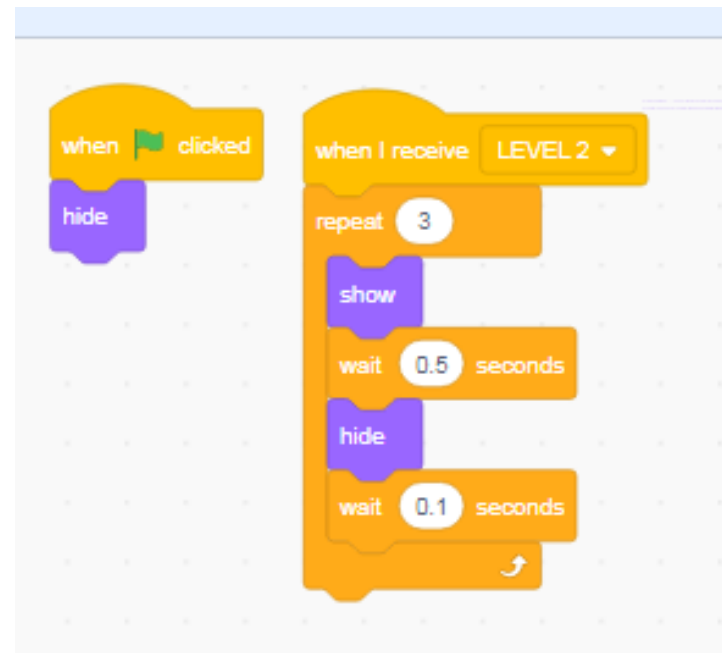 when clicked
hide
when I receive LEVEL 2
repeat 3
show
wait 0.5 seconds
hide
wait 0.1 seconds